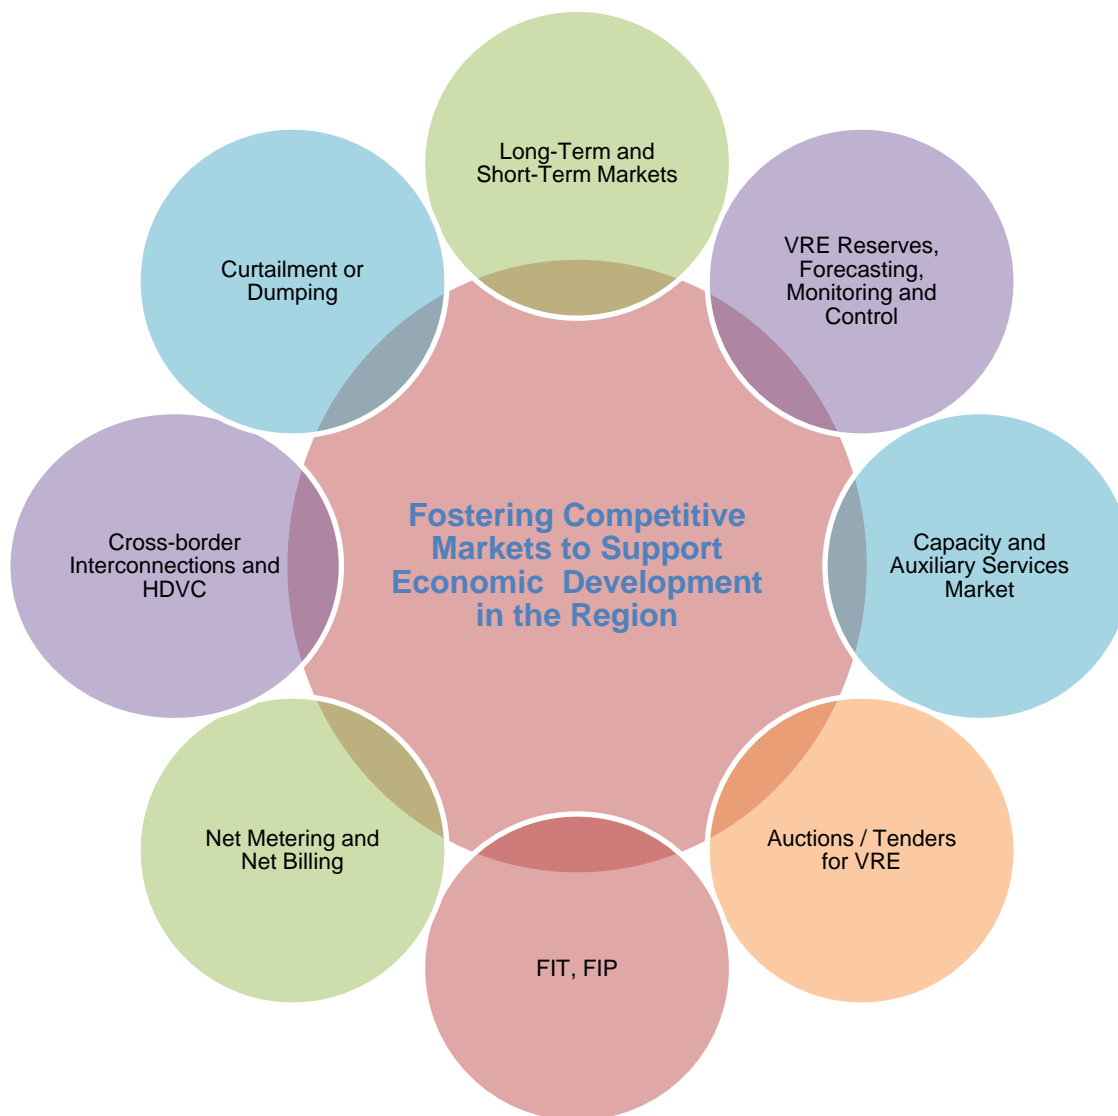 Long-Term and
Short-Term Markets
VRE Reserves,
Forecasting,
Monitoring and
Control
Capacity and
Auxiliary Services
Market
Auctions / Tenders
for VRE
FIT, FIP
Net Metering and
Net Billing
Cross-border
Interconnections and
HDVC
Curtailment or
Dumping
Fostering Competitive
Markets to Support
Economic  Development
in the Region